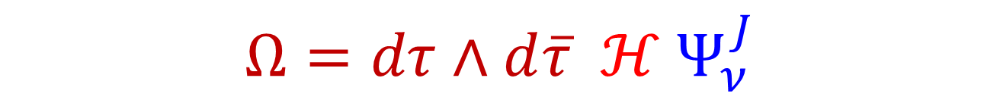 Ω = 𝑑𝜏 ∧ 𝑑𝜏̄ ℋ Ψ_𝜈^𝐽